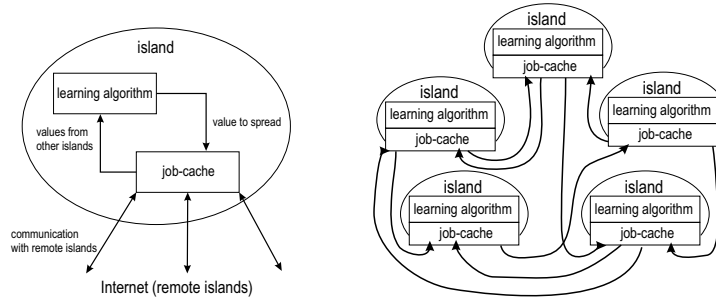 island
learning algorithm
values from
other islands
value to spread
job-cache
communication
with remote islands
Internet (remote islands)
island
learning algorithm
job-cache
island
learning algorithm
job-cache
island
learning algorithm
job-cache
island
learning algorithm
job-cache
island
learning algorithm
job-cache